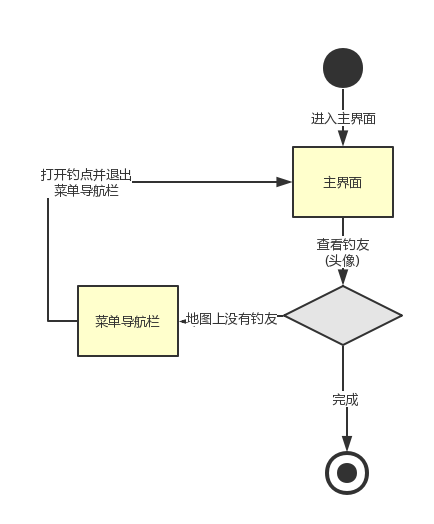 进入主界面
打开钓点并退出
菜单导航栏
主界面
查看钓友
(头像)
菜单导航栏
地图上没有钓友
完成